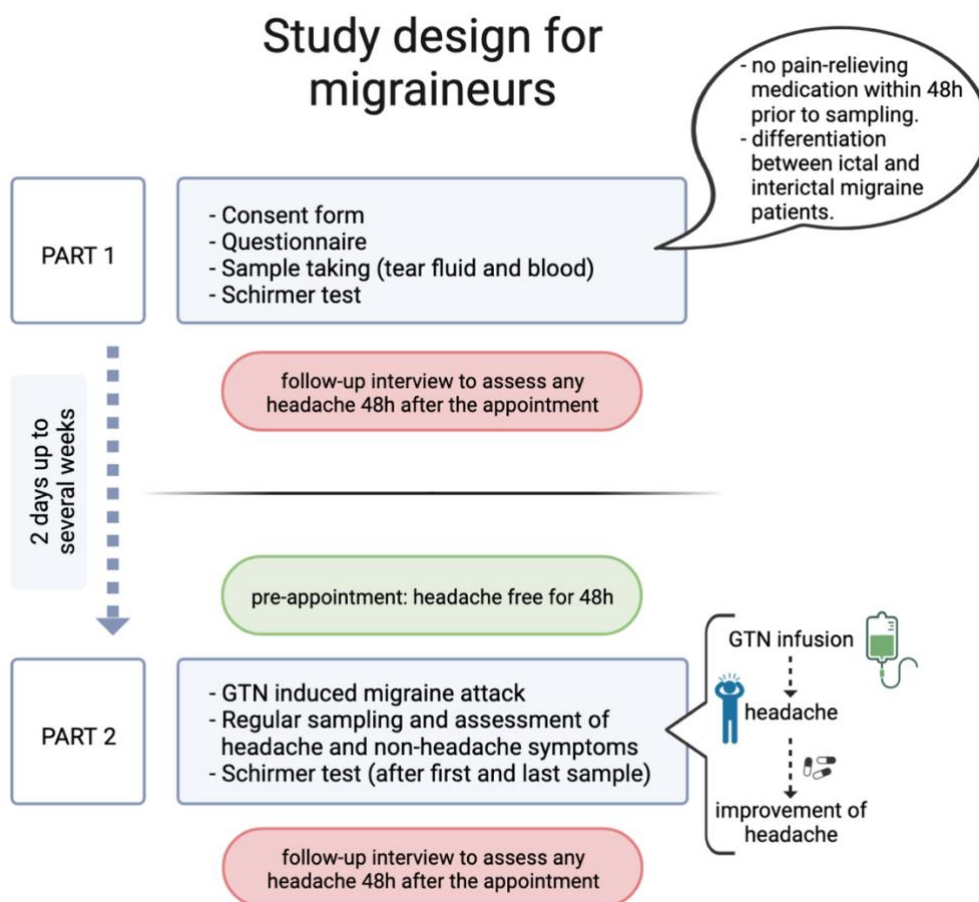 Study design for
migraineurs
- no pain-relieving
medication within 48h
prior to sampling.
- differentiation
between ictal and
interictal migraine
patients.
PART 1
- Consent form
- Questionnaire
- Sample taking (tear fluid and blood)
- Schirmer test
follow-up interview to assess any
headache 48h after the appointment
2 days up to
several weeks
pre-appointment: headache free for 48h
PART 2
- GTN induced migraine attack
- Regular sampling and assessment of
headache and non-headache symptoms
- Schirmer test (after first and last sample)
GTN infusion
headache
improvement of
headache
follow-up interview to assess any
headache 48h after the appointment